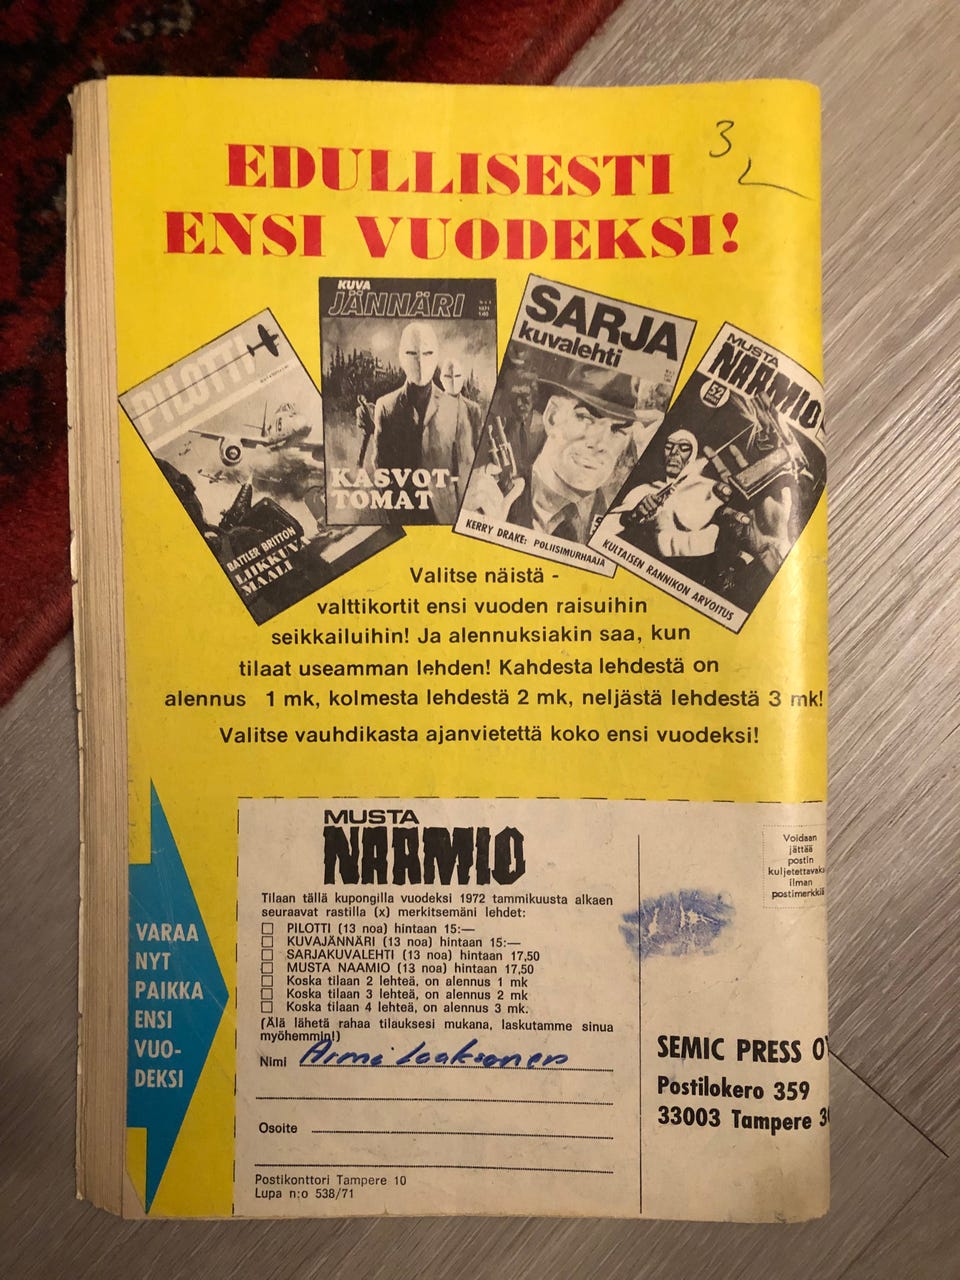 3
EDULLISESTI
ENSI VUODEKSI!
PILOTTI
BATTLER BRITTON
LIIKKUVA
MAALI
KUVA
JÄNNÄRI
1971
KASVOT-
TOMAT
SARJA
kuvalehti
KERRY DRAKE: POLIISIMURHAAJA
MUSTA
NAAMIO
52
KULTAISEN RANNIKON ARVOITUS
Valitse näistä -
valttikortit ensi vuoden raisuihin
seikkailuihin! Ja alennuksiakin saa, kun
tilaat useamman lehden! Kahdesta lehdestä on
alennus 1 mk, kolmesta lehdestä 2 mk, neljästä lehdestä 3 mk!
Valitse vauhdikasta ajanvietettä koko ensi vuodeksi!
VARAA
NYT
PAIKKA
ENSI
VUO-
DEKSI
MUSTA
NAAMIO
Tilaan tällä kupongilla vuodeksi 1972 tammikuusta alkaen
seuraavat rastilla (x) merkitsemäni lehdet:
PILOTTI (13 noa) hintaan 15:—
KUVAJÄNNÄRI (13 noa) hintaan 15:—
SARJAKUVALEHTI (13 noa) hintaan 17,50
MUSTA NAAMIO (13 noa) hintaan 17,50
Koska tilaan 2 lehteä, on alennus 1 mk
Koska tilaan 3 lehteä, on alennus 2 mk
Koska tilaan 4 lehteä, on alennus 3 mk.
(Älä lähetä rahaa tilauksesi mukana, laskutamme sinua
myöhemmin!)
Nimi Armi Laaksonen
Osoite
Postikonttori Tampere 10
Lupa n:o 538/71
Voidaan
jättää
postin
kuljetettavaks
ilman
postimerkkiä
SEMIC PRESS O
Postilokero 359
33003 Tampere 3